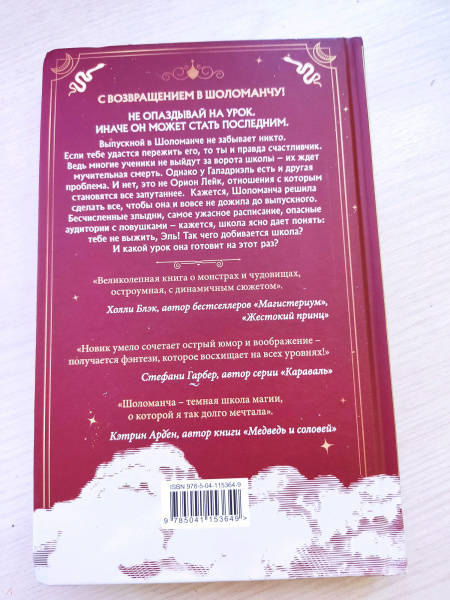 С ВОЗВРАЩЕНИЕМ В ШОЛОМАНЧУ!
НЕ ОПАЗДЫВАЙ НА УРОК.
ИНАЧЕ ОН МОЖЕТ СТАТЬ ПОСЛЕДНИМ.
Выпускной в Шоломанче не забывает никто.
Если тебе удастся пережить его, то ты и правда счастливчик.
Ведь многие ученики не выйдут за ворота школы – их ждет
мучительная смерть. Однако у Галадриэль есть и другая
проблема. И нет, это не Орион Лейк, отношения с которым
становятся все запутаннее. Кажется, Шоломанча решила
сделать все, чтобы она и вовсе не дожила до выпускного.
Бесчисленные злыдни, самое ужасное расписание, опасные
аудитории с ловушками – кажется, школа ясно дает понять:
тебе не выжить, Эль! Так чего добивается школа?
И какой урок она готовит на этот раз?
«Великолепная книга о монстрах и чудовищах,
остроумная, с динамичным сюжетом».
Холли Блэк, автор бестселлеров «Магистериум»,
«Жестокий принц»
«Новик умело сочетает острый юмор и воображение –
получается фэнтези, которое восхищает на всех уровнях!»
Стефани Гарбер, автор серии «Караваль»
«Шоломанча – темная школа магии,
о которой я так долго мечтала».
Кэтрин Арден, автор книги «Медведь и соловей»
ISBN 978-5-04-115364-9
9 785041 153649 >